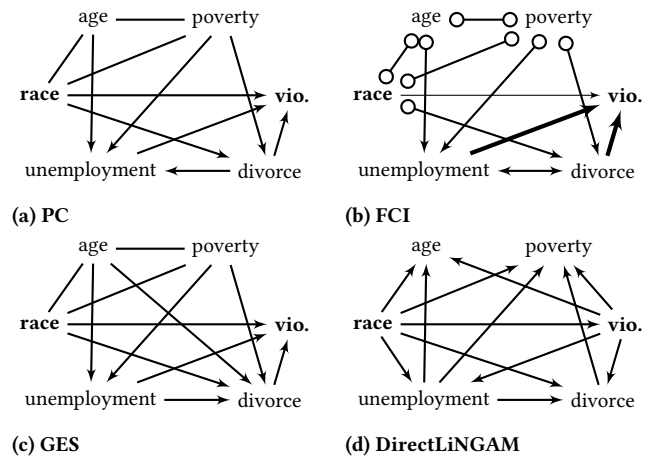 age poverty age poverty
race vio. race vio.
unemployment divorce unemployment divorce
(a) PC (b) FCI
age poverty age poverty
race vio. race vio.
unemployment divorce unemployment divorce
(c) GES (d) DirectLiNGAM